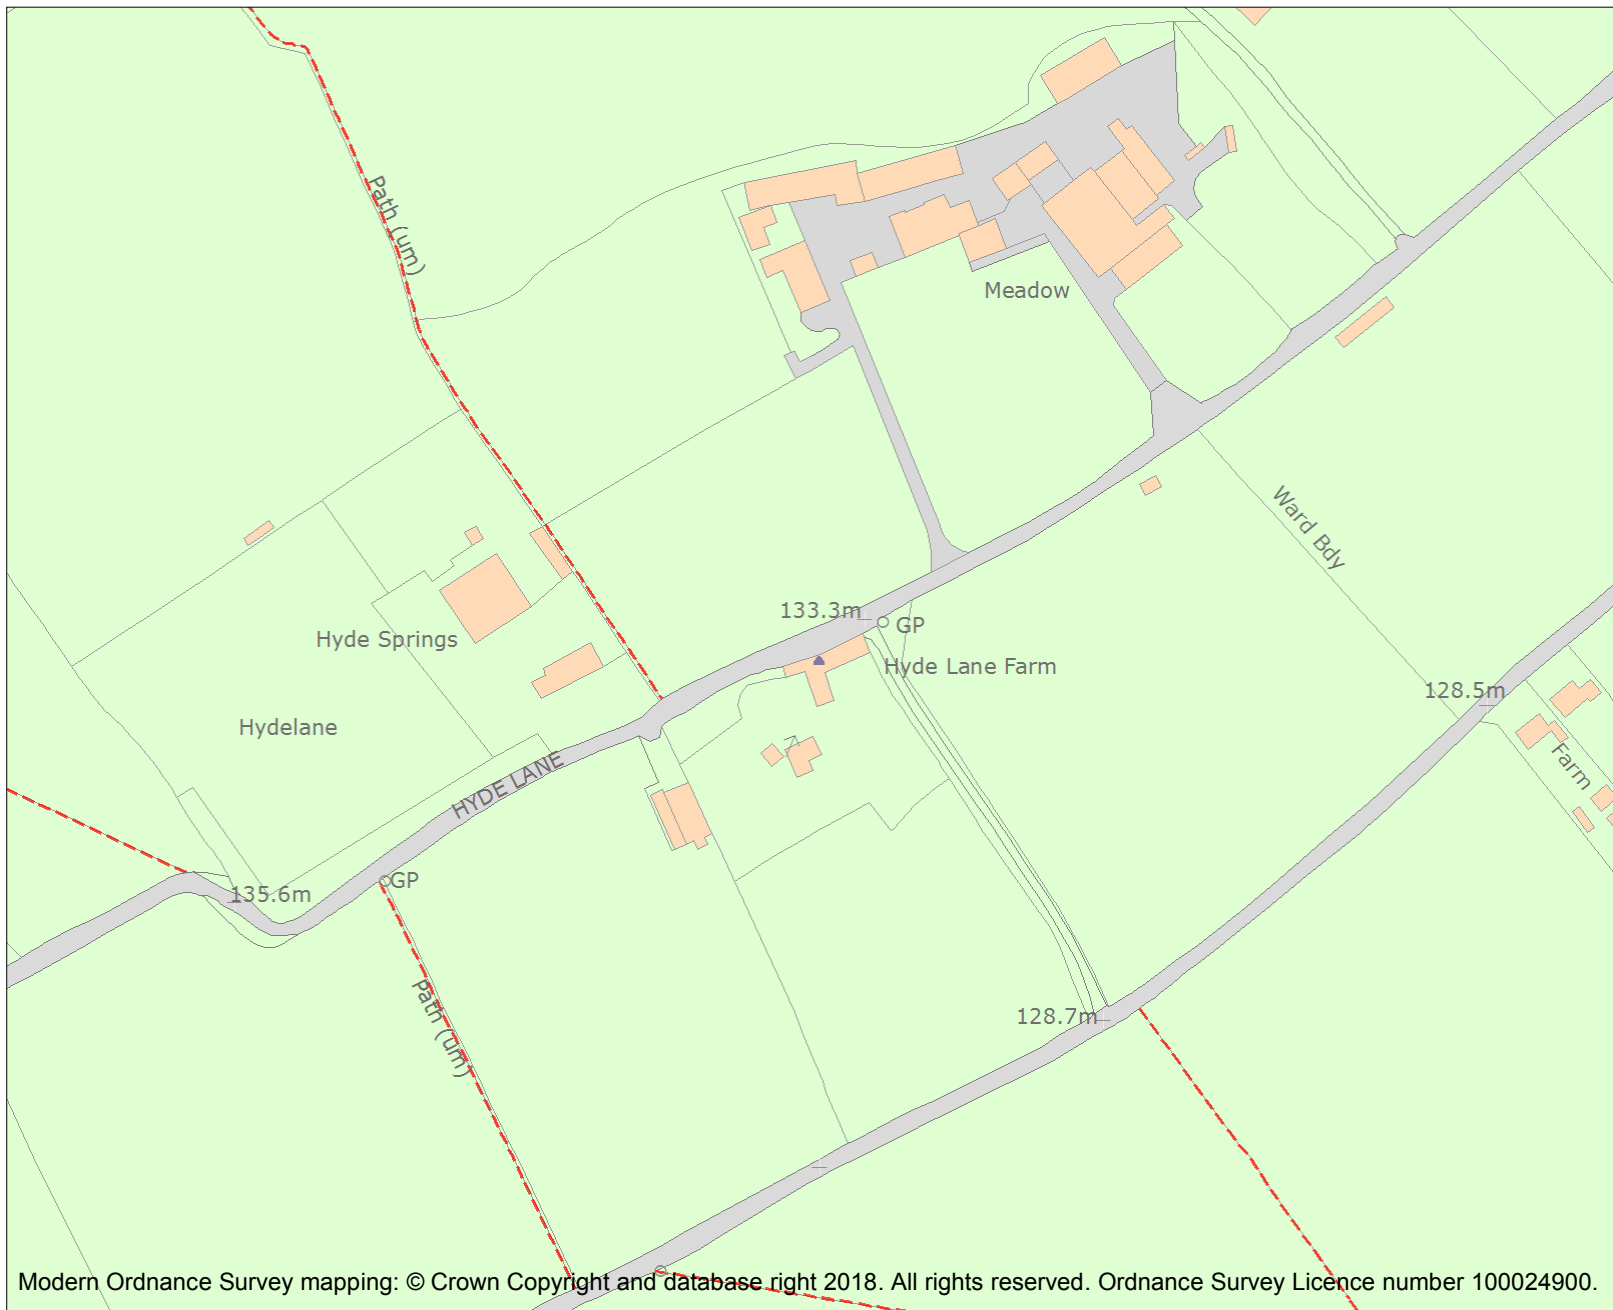 Path (um)
Meadow
Ward Bdy
133.3m
GP
Hyde Springs
Hyde Lane Farm
128.5m
Hydelane
Farm
HYDE LANE
GP
135.6m
Path (um)
128.7m
Modern Ordnance Survey mapping: © Crown Copyright and database right 2018. All rights reserved. Ordnance Survey Licence number 100024900.